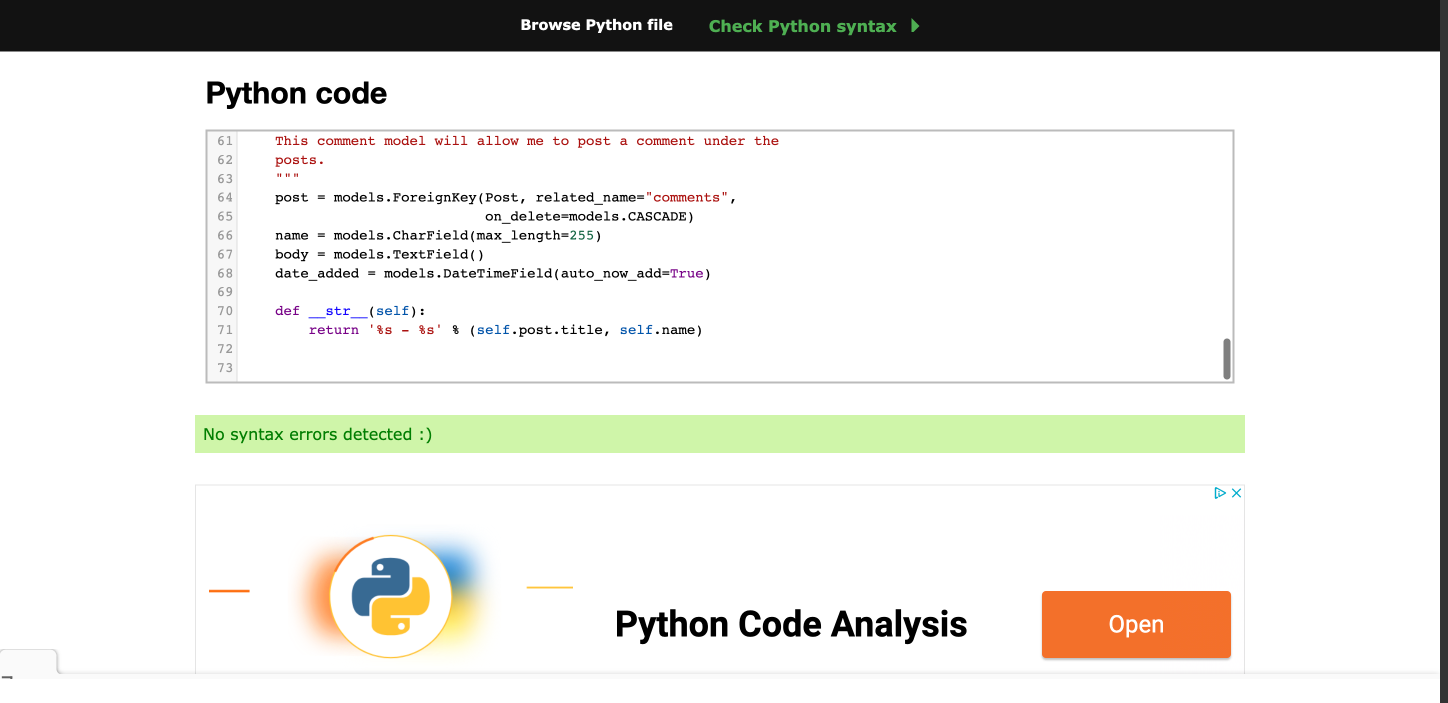 Browse Python file
Check Python syntax
Python code
61 This comment model will allow me to post a comment under the
62 posts.
63 """
64 post = models.ForeignKey(Post, related_name="comments",
65 on_delete=models.CASCADE)
66 name = models.CharField(max_length=255)
67 body = models.TextField()
68 date_added = models.DateTimeField(auto_now_add=True)
69
70 def __str__(self):
71 return '%s - %s' % (self.post.title, self.name)
72
73
No syntax errors detected :)
Python Code Analysis
Open